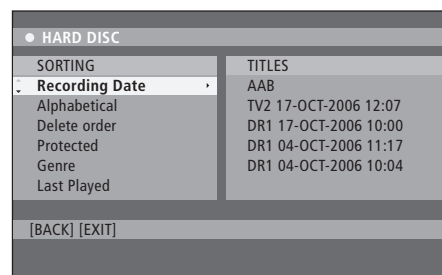 HARD DISC
SORTING
Recording Date
Alphabetical
Delete order
Protected
Genre
Last Played
TITLES
AAB
TV2 17-OCT-2006 12:07
DR1 17-OCT-2006 10:00
DR1 04-OCT-2006 11:17
DR1 04-OCT-2006 10:04
[BACK] [EXIT]